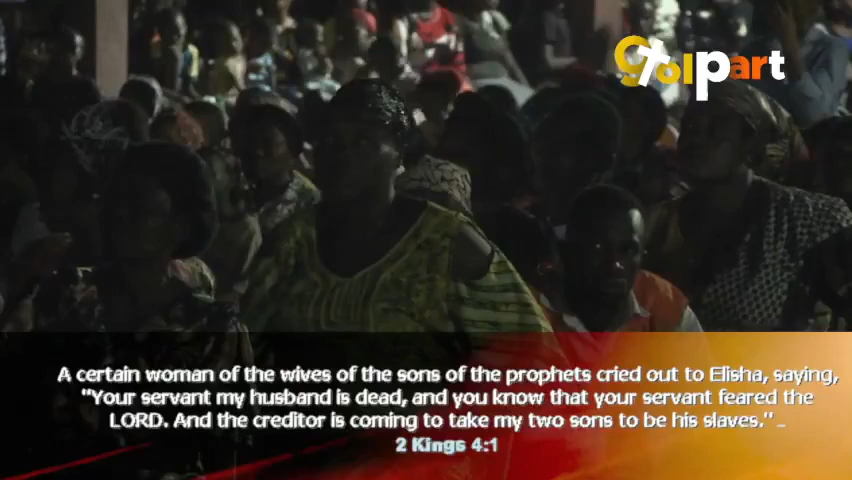 GTolpart
A certain woman of the wives of the sons of the prophets cried out to Elisha, saying,
"Your servant my husband is dead, and you know that your servant feared the
LORD. And the creditor is coming to take my two sons to be his slaves."
2 Kings 4:1